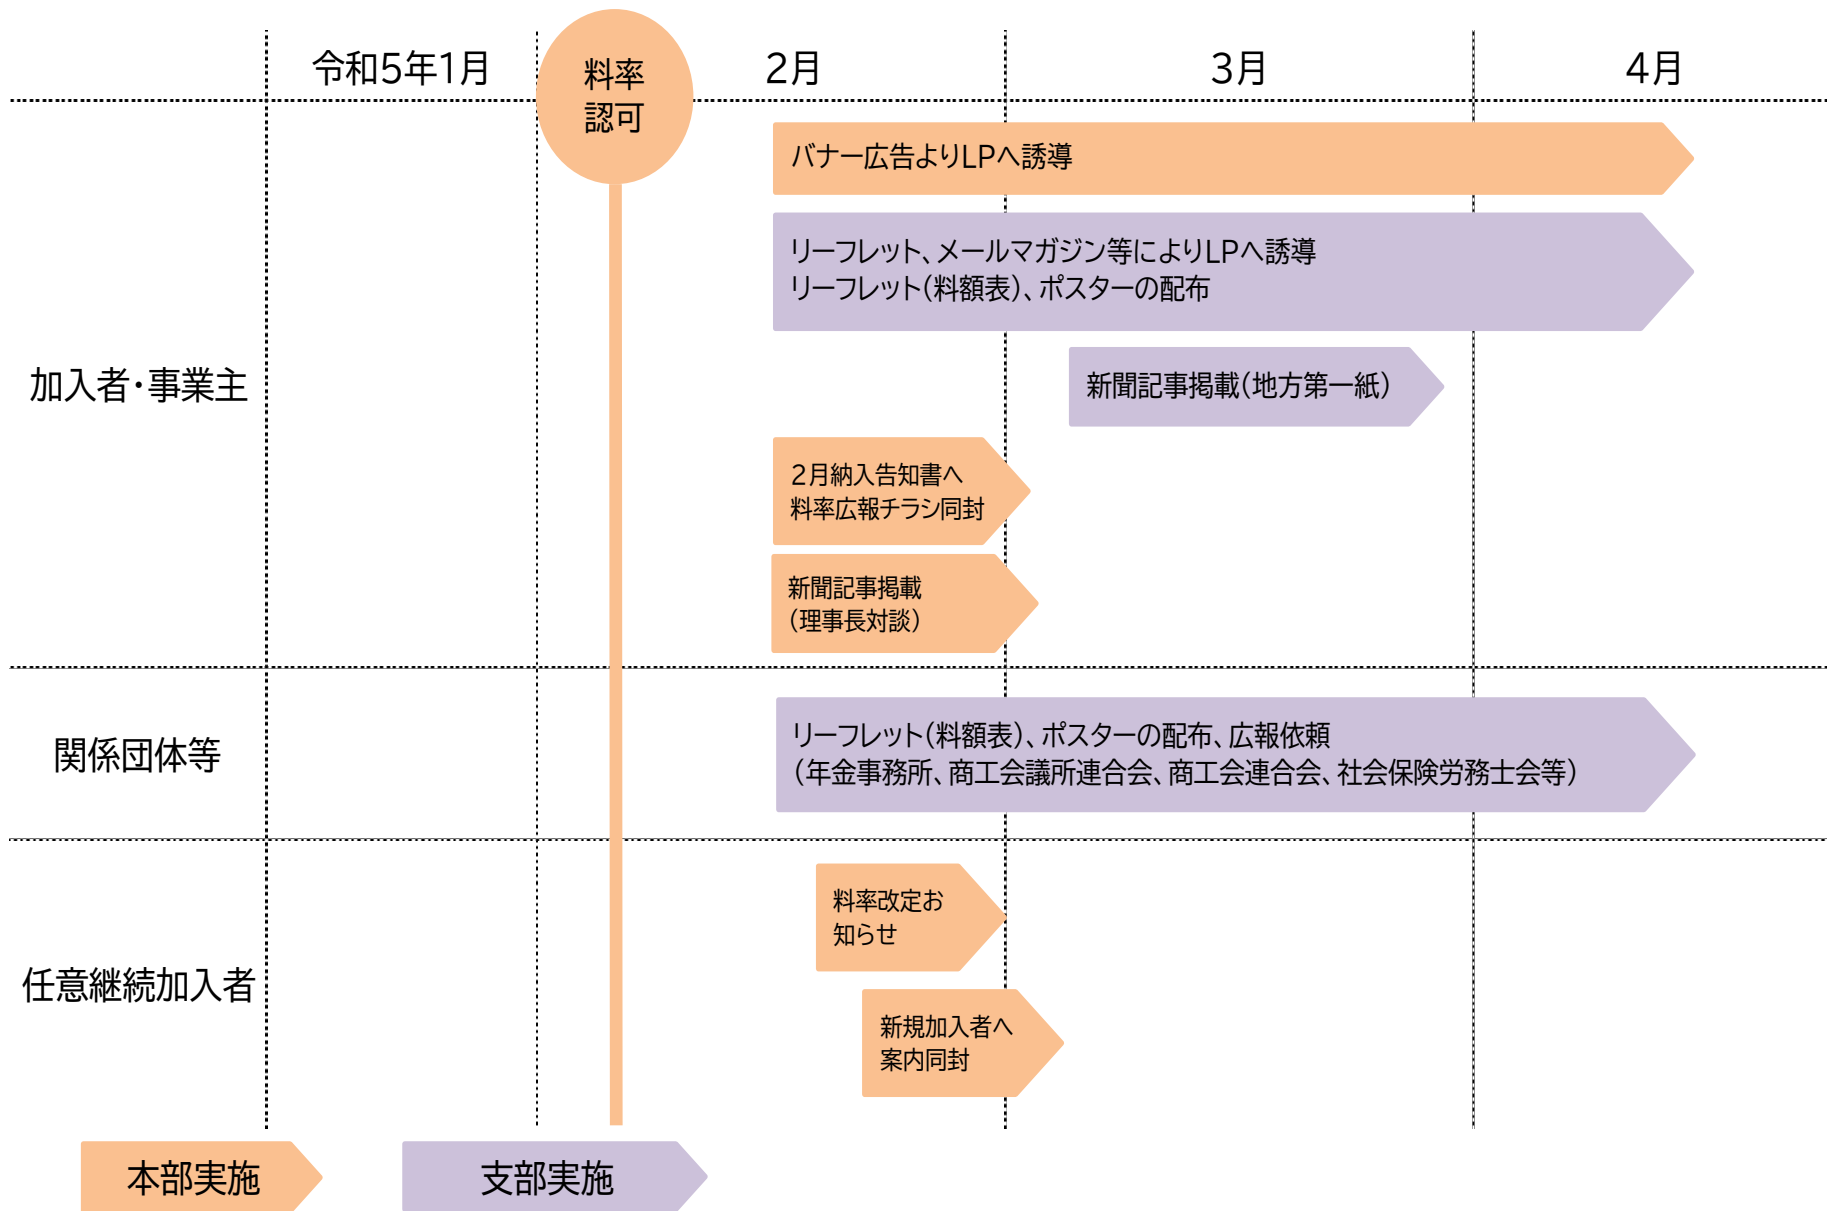 令和5年1月
料率
認可
2月
3月
4月
バナー広告よりLPへ誘導
リーフレット、メールマガジン等によりLPへ誘導
リーフレット（料額表）、ポスターの配布
加入者・事業主
新聞記事掲載（地方第一紙）
2月納入告知書へ
料率広報チラシ同封
新聞記事掲載
（理事長対談）
関係団体等
リーフレット（料額表）、ポスターの配布、広報依頼
（年金事務所、商工会議所連合会、商工会連合会、社会保険労務士会等）
任意継続加入者
料率改定お
知らせ
新規加入者へ
案内同封
本部実施
支部実施